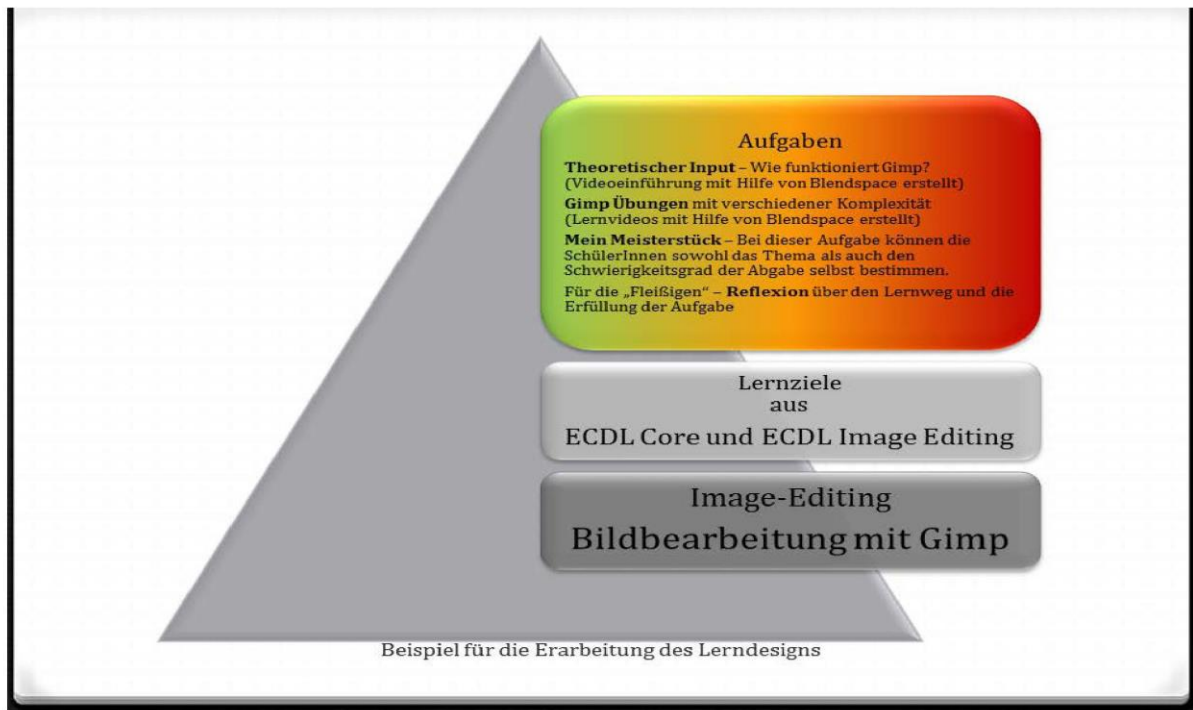 Aufgaben
Theoretischer Input – Wie funktioniert Gimp?
(Videoeinführung mit Hilfe von Blendspace erstellt)
Gimp Übungen mit verschiedener Komplexität
(Lernvideos mit Hilfe von Blendspace erstellt)
Mein Meisterstück – Bei dieser Aufgabe können die
SchülerInnen sowohl das Thema als auch den
Schwierigkeitsgrad der Abgabe selbst bestimmen.
Für die „Fleißigen“ – Reflexion über den Lernweg und die
Erfüllung der Aufgabe
Lernziele
aus
ECDL Core und ECDL Image Editing
Image-Editing
Bildbearbeitung mit Gimp
Beispiel für die Erarbeitung des Lerndesigns